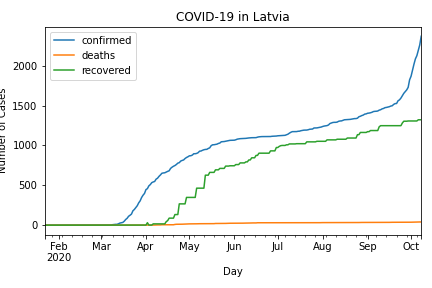 COVID-19 in Latvia
confirmed
deaths
recovered
Number of Cases
2000
1500
1000
500
0
Feb Mar Apr May Jun Jul Aug Sep Oct
2020
Day